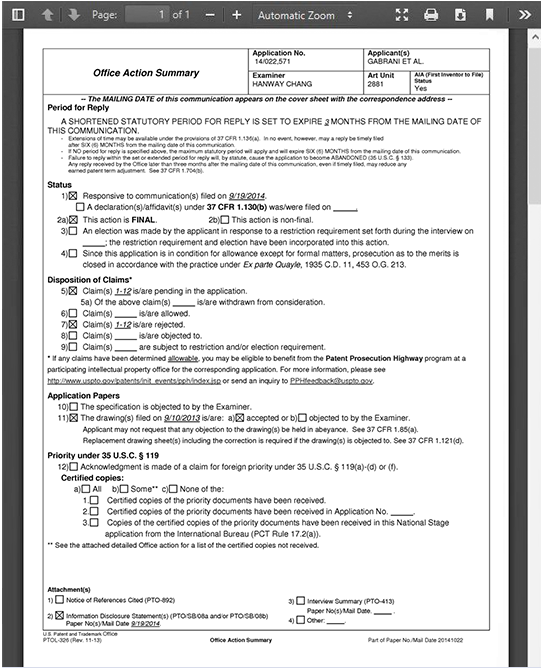 Page: 1 of 1 Automatic Zoom
Office Action Summary
Application No.
14/022,571
Applicant(s)
GABRANI ET AL.
Examiner
HANWAY CHANG
Art Unit
2881
AIA (First Inventor to File)
Status
Yes
-- The MAILING DATE of this communication appears on the cover sheet with the correspondence address --
Period for Reply
A SHORTENED STATUTORY PERIOD FOR REPLY IS SET TO EXPIRE 3 MONTHS FROM THE MAILING DATE OF
THIS COMMUNICATION.
- Extensions of time may be available under the provisions of 37 CFR 1.136(a). In no event, however, may a reply be timely filed
after SIX (6) MONTHS from the mailing date of this communication.
- If NO period for reply is specified above, the maximum statutory period will apply and will expire SIX (6) MONTHS from the mailing date of this communication.
- Failure to reply within the set or extended period for reply will, by statute, cause the application to become ABANDONED (35 U.S.C. § 133).
Any reply received by the Office later than three months after the mailing date of this communication, even if timely filed, may reduce any
earned patent term adjustment. See 37 CFR 1.704(b).
Status
1)☒ Responsive to communication(s) filed on 9/19/2014.
☐ A declaration(s)/affidavit(s) under 37 CFR 1.130(b) was/were filed on _____.
2a)☒ This action is FINAL. 2b)☐ This action is non-final.
3)☐ An election was made by the applicant in response to a restriction requirement set forth during the interview on
_____; the restriction requirement and election have been incorporated into this action.
4)☐ Since this application is in condition for allowance except for formal matters, prosecution as to the merits is
closed in accordance with the practice under Ex parte Quayle, 1935 C.D. 11, 453 O.G. 213.
Disposition of Claims*
5)☒ Claim(s) 1-12 is/are pending in the application.
5a) Of the above claim(s) _____ is/are withdrawn from consideration.
6)☐ Claim(s) _____ is/are allowed.
7)☒ Claim(s) 1-12 is/are rejected.
8)☐ Claim(s) _____ is/are objected to.
9)☐ Claim(s) _____ are subject to restriction and/or election requirement.
* If any claims have been determined allowable, you may be eligible to benefit from the Patent Prosecution Highway program at a
participating intellectual property office for the corresponding application. For more information, please see
http://www.uspto.gov/patents/init_events/pph/index.jsp or send an inquiry to PPHfeedback@uspto.gov.
Application Papers
10)☐ The specification is objected to by the Examiner.
11)☒ The drawing(s) filed on 9/10/2013 is/are: a)☒ accepted or b)☐ objected to by the Examiner.
Applicant may not request that any objection to the drawing(s) be held in abeyance. See 37 CFR 1.85(a).
Replacement drawing sheet(s) including the correction is required if the drawing(s) is objected to. See 37 CFR 1.121(d).
Priority under 35 U.S.C. § 119
12)☐ Acknowledgment is made of a claim for foreign priority under 35 U.S.C. § 119(a)-(d) or (f).
Certified copies:
a)☐ All b)☐ Some** c)☐ None of the:
1.☐ Certified copies of the priority documents have been received.
2.☐ Certified copies of the priority documents have been received in Application No. _____.
3.☐ Copies of the certified copies of the priority documents have been received in this National Stage
application from the International Bureau (PCT Rule 17.2(a)).
** See the attached detailed Office action for a list of the certified copies not received.
Attachment(s)
1)☐ Notice of References Cited (PTO-892)
2)☒ Information Disclosure Statement(s) (PTO/SB/08a and/or PTO/SB/08b)
Paper No(s)/Mail Date 9/19/2014.
3)☐ Interview Summary (PTO-413)
Paper No(s)/Mail Date. _____.
4)☐ Other: _____.
U.S. Patent and Trademark Office
PTOL-326 (Rev. 11-13) Office Action Summary Part of Paper No./Mail Date 20141022